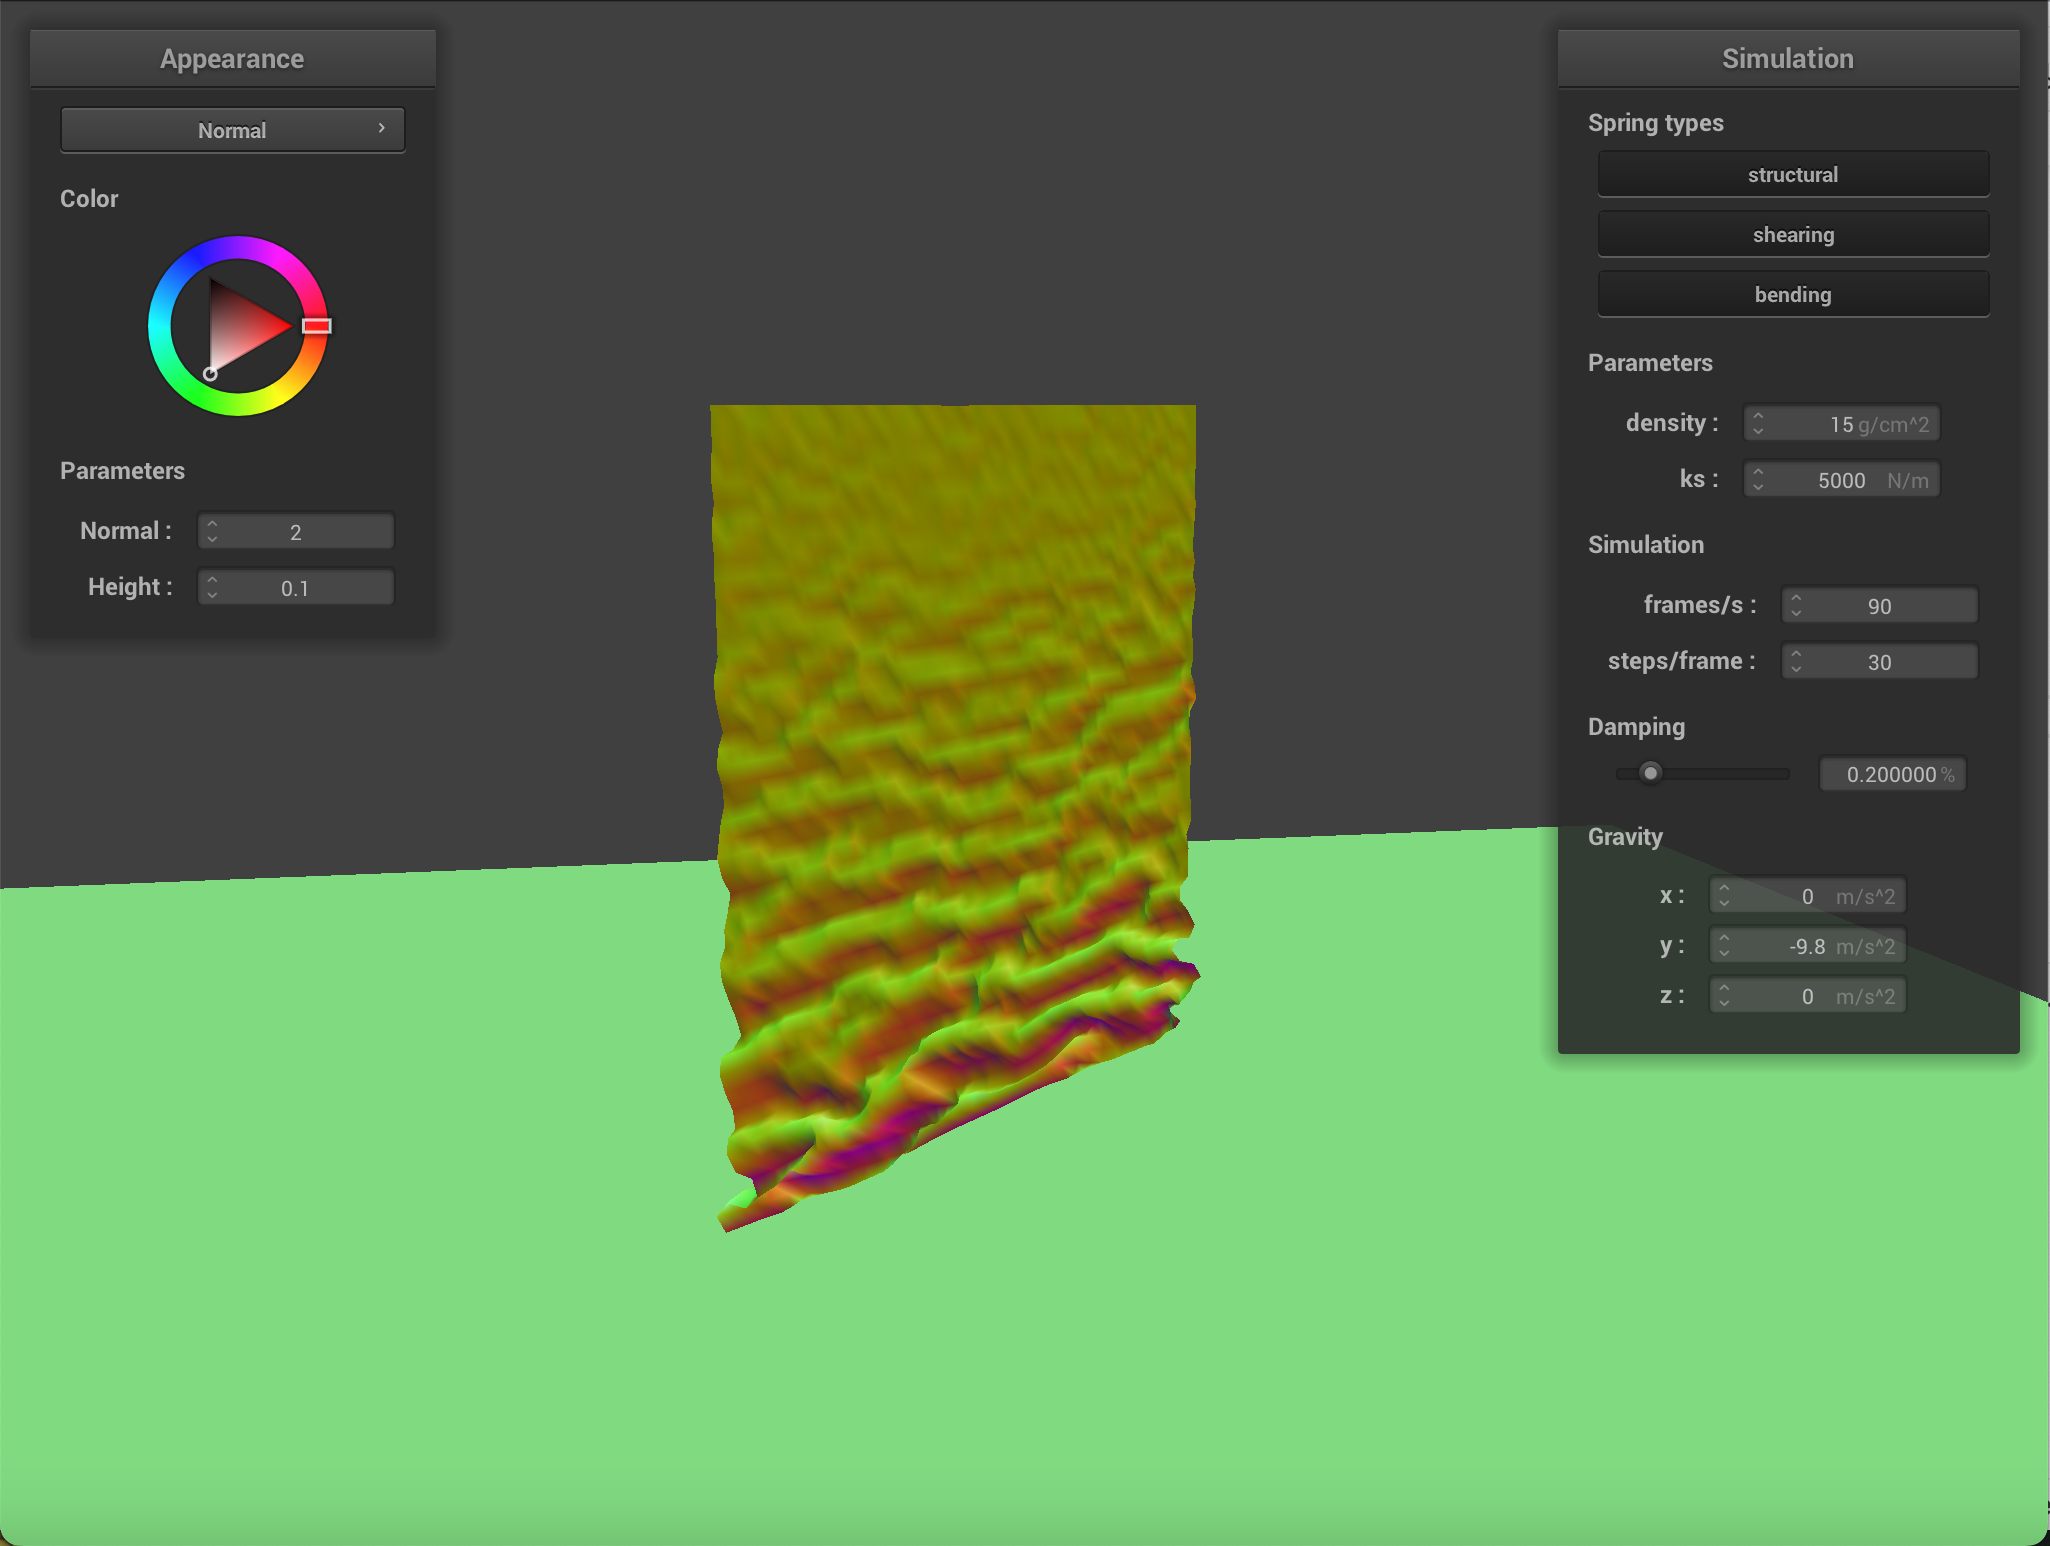 Appearance
Normal
Color
Parameters
Normal : 2
Height : 0.1
Simulation
Spring types
structural
shearing
bending
Parameters
density : 15 g/cm^2
ks : 5000 N/m
Simulation
frames/s : 90
steps/frame : 30
Damping
0.200000 %
Gravity
x : 0 m/s^2
y : -9.8 m/s^2
z : 0 m/s^2